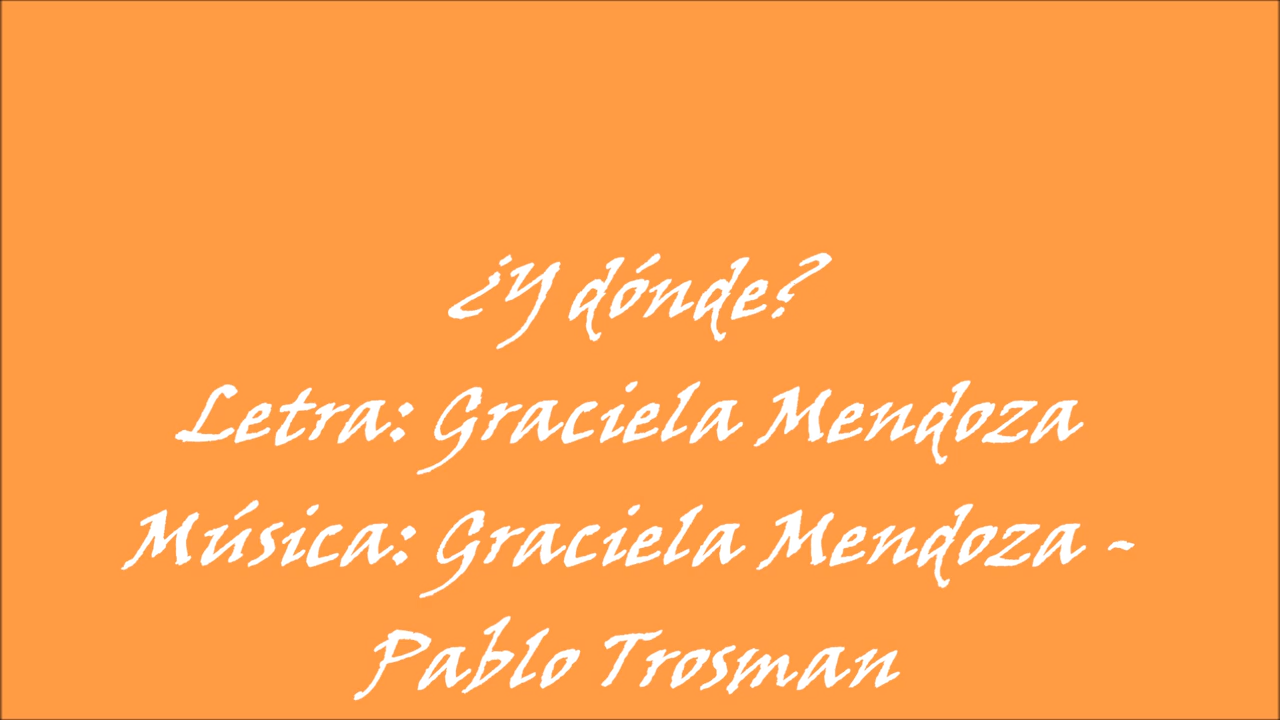 ¿Y dónde?
Letra: Graciela Mendoza
Música: Graciela Mendoza -
Pablo Trosman